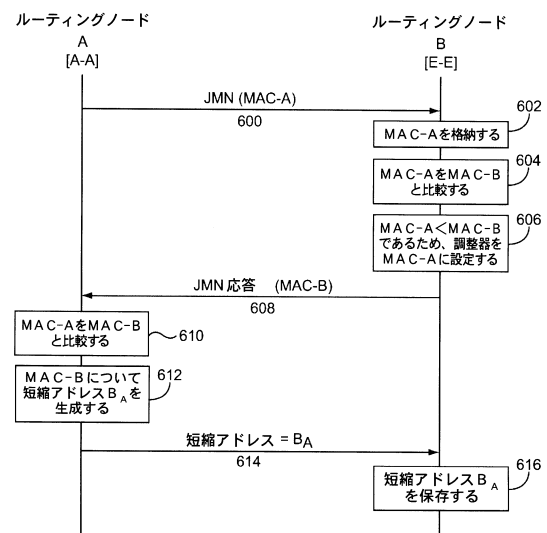 ルーティングノード
A
[A-A]
ルーティングノード
B
[E-E]
JMN (MAC-A)
600
602
MAC-Aを格納する
604
MAC-AをMAC-B
と比較する
606
MAC-A<MAC-B
であるため、調整器を
MAC-Aに設定する
JMN 応答 (MAC-B)
608
MAC-AをMAC-B
と比較する
610
612
MAC-Bについて
短縮アドレスBAを
生成する
短縮アドレス = BA
614
616
短縮アドレスBA
を保存する